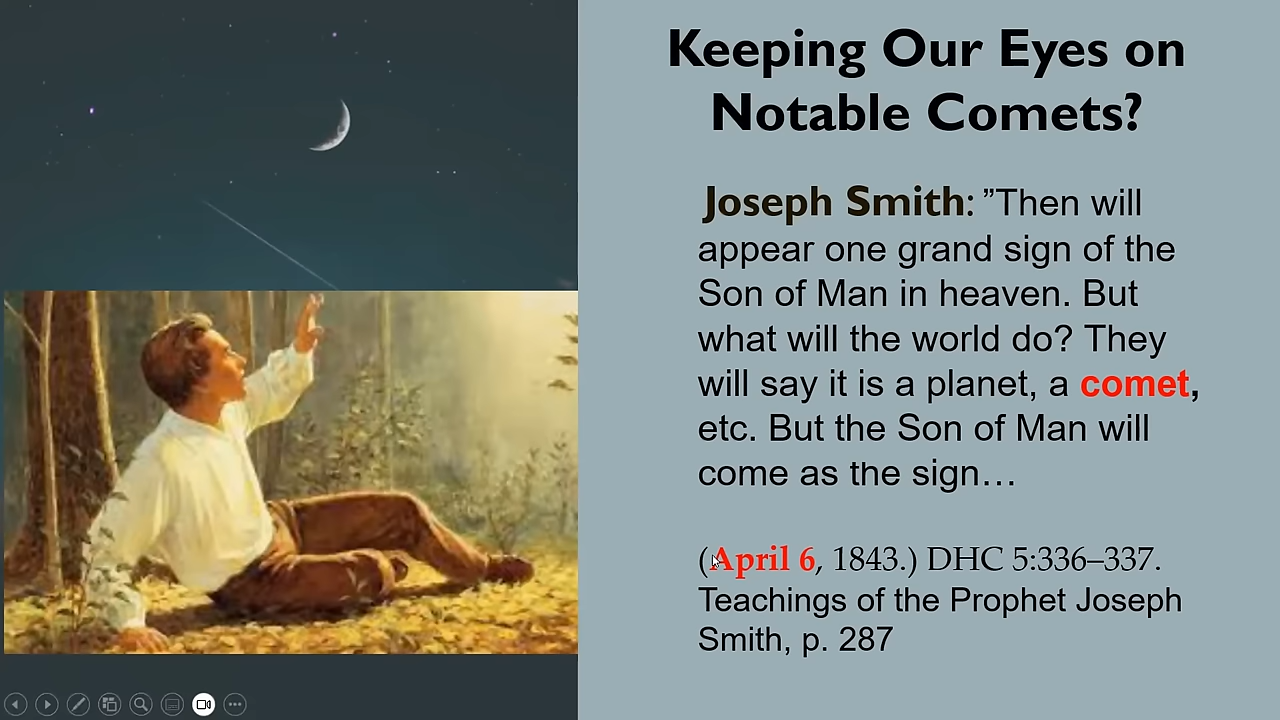 Keeping Our Eyes on
Notable Comets?
Joseph Smith: ”Then will
appear one grand sign of the
Son of Man in heaven. But
what will the world do? They
will say it is a planet, a comet,
etc. But the Son of Man will
come as the sign…
(April 6, 1843.) DHC 5:336–337.
Teachings of the Prophet Joseph
Smith, p. 287